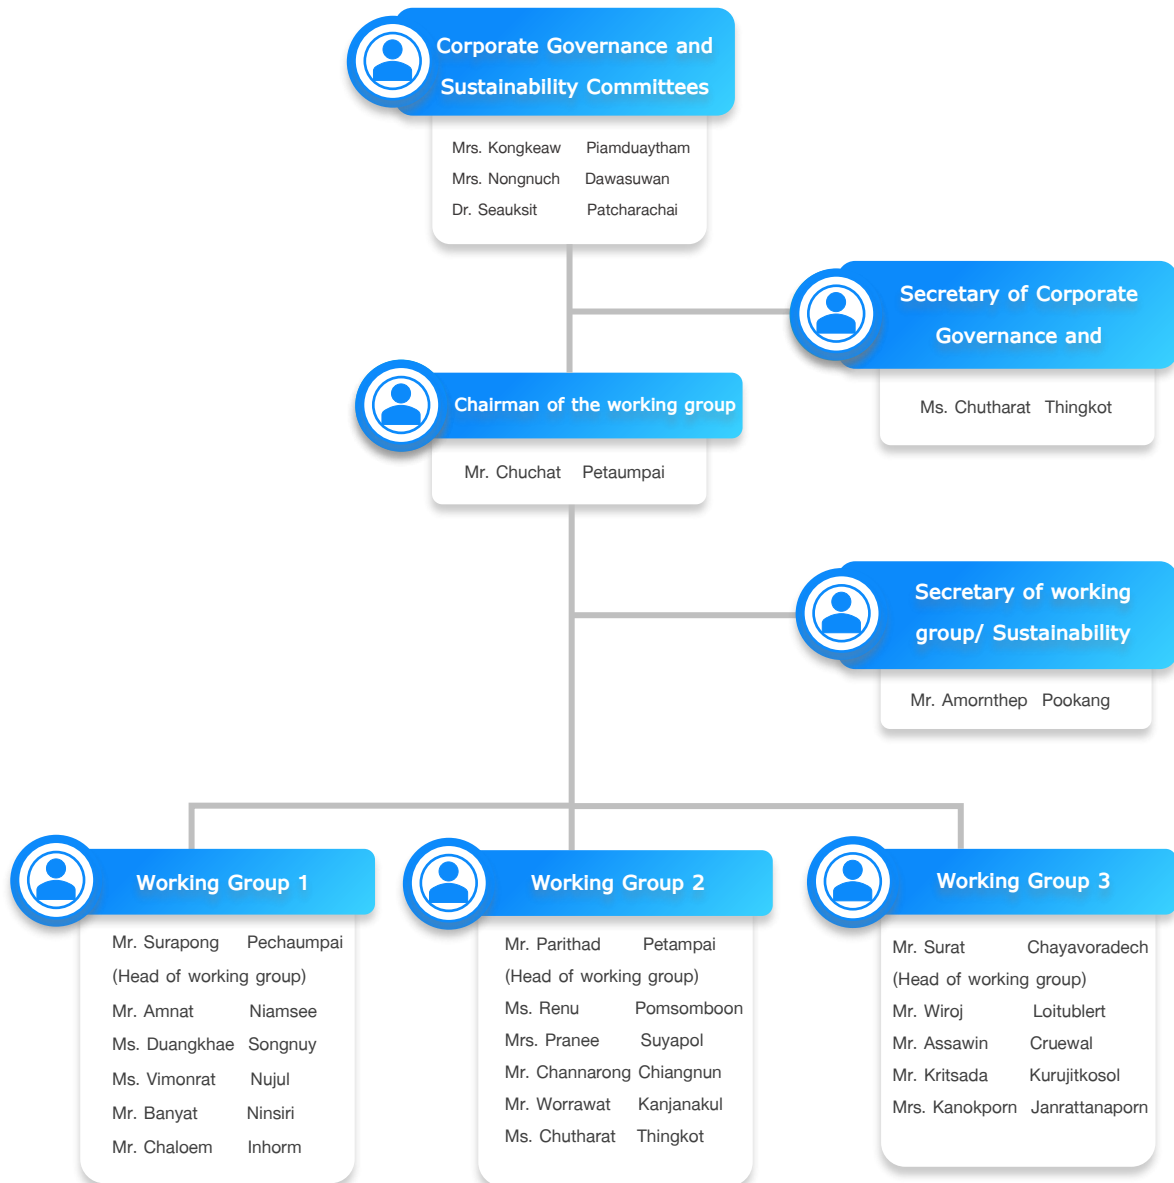 Corporate Governance and
Sustainability Committees
Mrs. Kongkeaw Piamduaytham
Mrs. Nongnuch Dawasuwan
Dr. Seauksit Patcharachai
Secretary of Corporate
Governance and
Ms. Chutharat Thingkot
Chairman of the working group
Mr. Chuchat Petaumpai
Secretary of working
group/ Sustainability
Mr. Amornthep Pookang
Working Group 1
Mr. Surapong Pechaumpai
(Head of working group)
Mr. Amnat Niamsee
Ms. Duangkhae Songnuy
Ms. Vimonrat Nujul
Mr. Banyat Ninsiri
Mr. Chaloem Inhorm
Working Group 2
Mr. Parithad Petampai
(Head of working group)
Ms. Renu Pomsomboon
Mrs. Pranee Suyapol
Mr. Channarong Chiangnun
Mr. Worrawat Kanjanakul
Ms. Chutharat Thingkot
Working Group 3
Mr. Surat Chayavoradech
(Head of working group)
Mr. Wiroj Loitublert
Mr. Assawin Cruewal
Mr. Kritsada Kurujitkosol
Mrs. Kanokporn Janrattanaporn